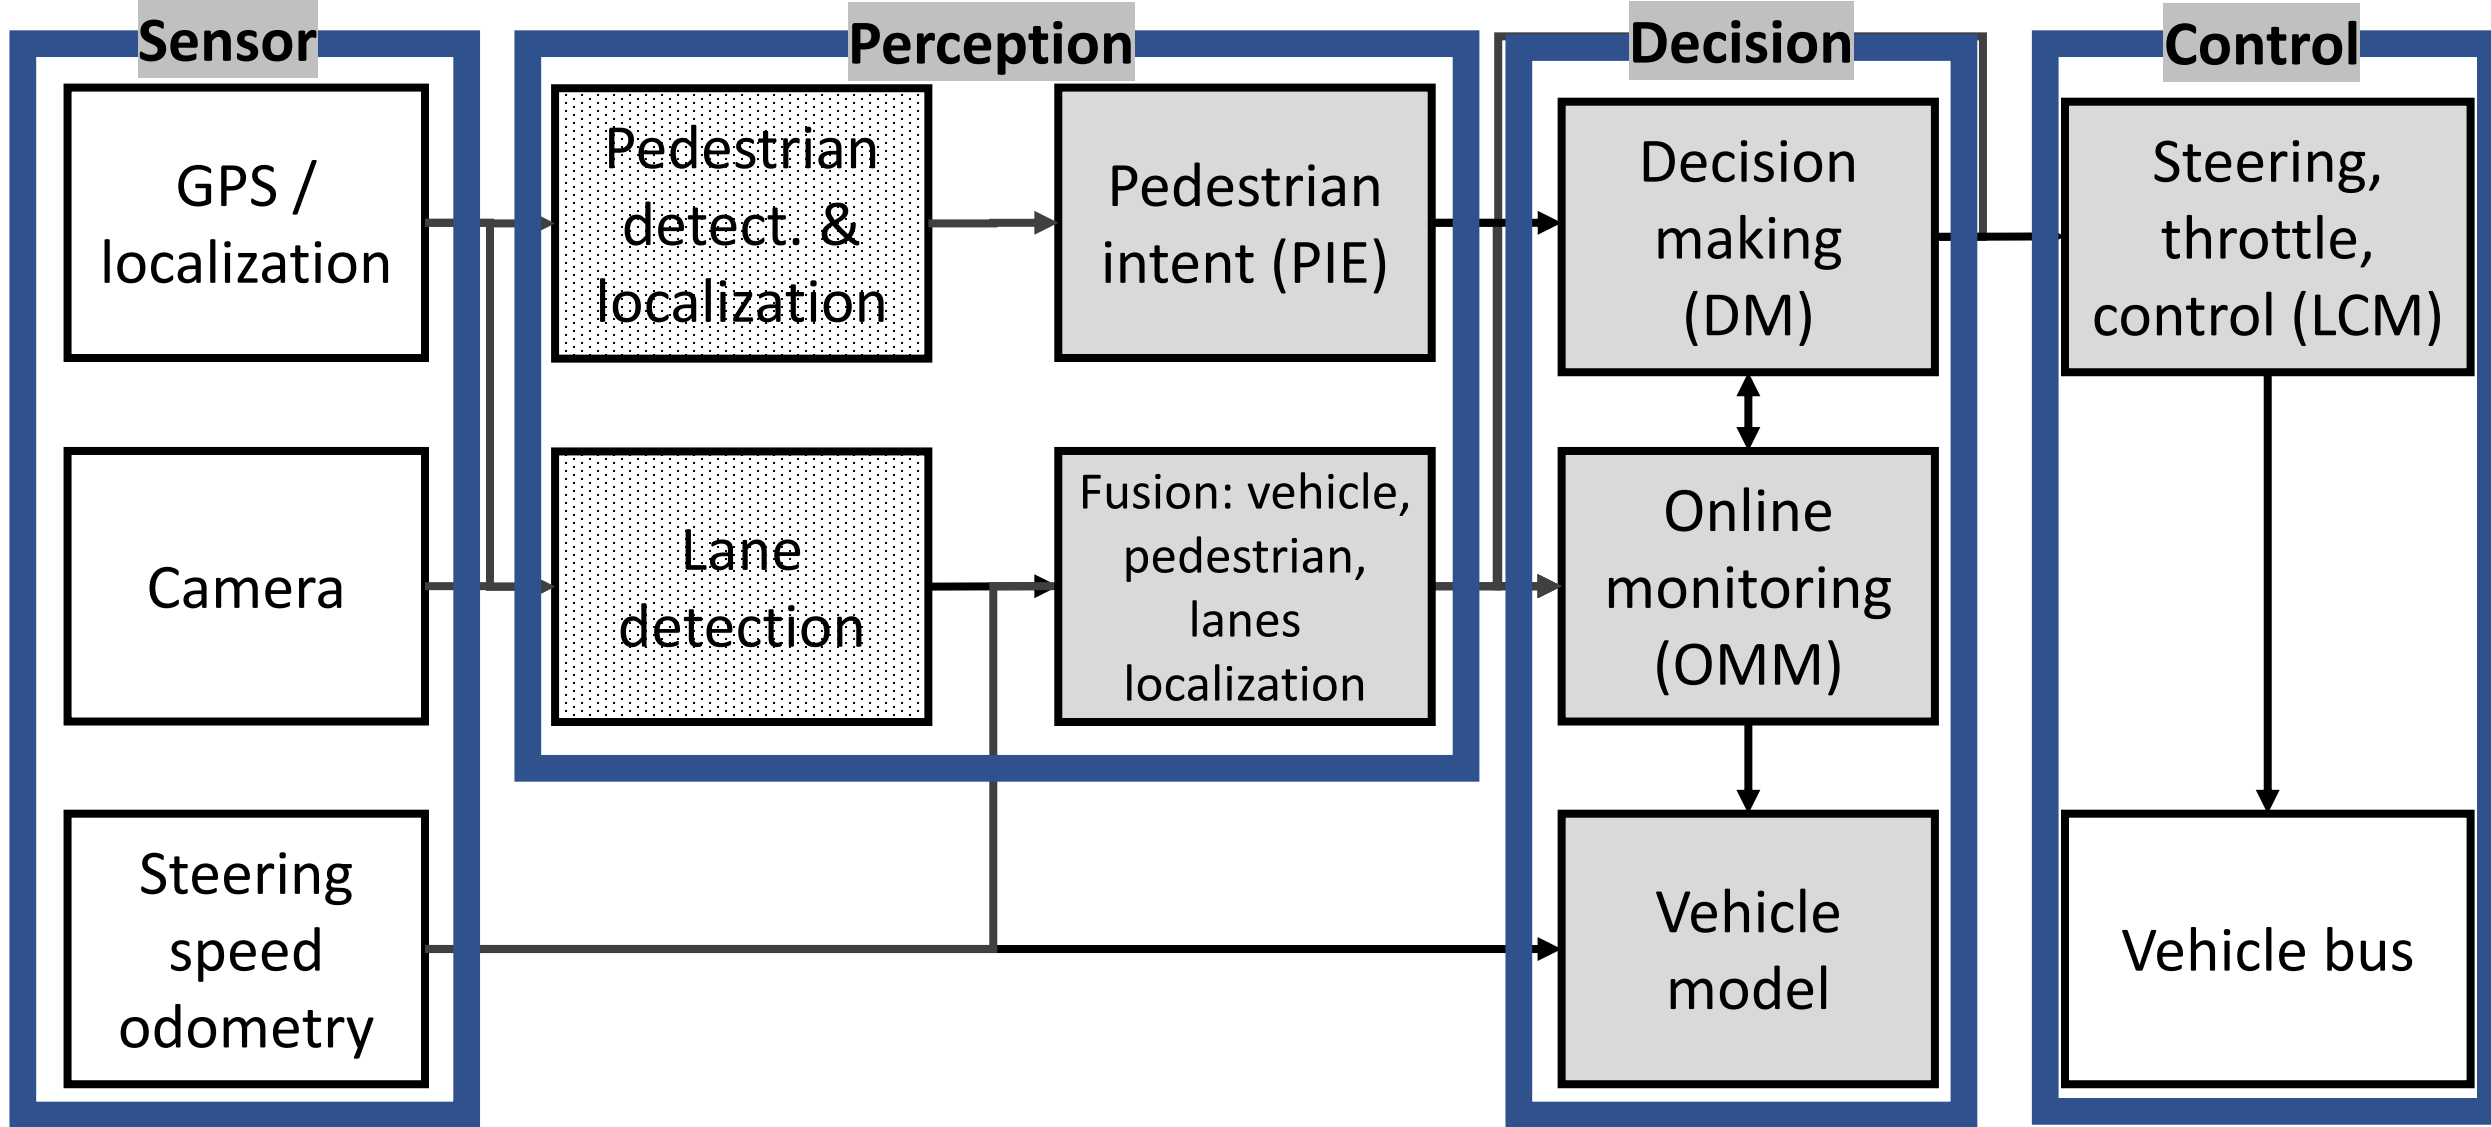 Sensor
GPS /
localization
Camera
Steering
speed
odometry
Perception
Pedestrian
detect. &
localization
Pedestrian
intent (PIE)
Lane
detection
Fusion: vehicle,
pedestrian,
lanes
localization
Decision
Decision
making
(DM)
Online
monitoring
(OMM)
Vehicle
model
Control
Steering,
throttle,
control (LCM)
Vehicle bus